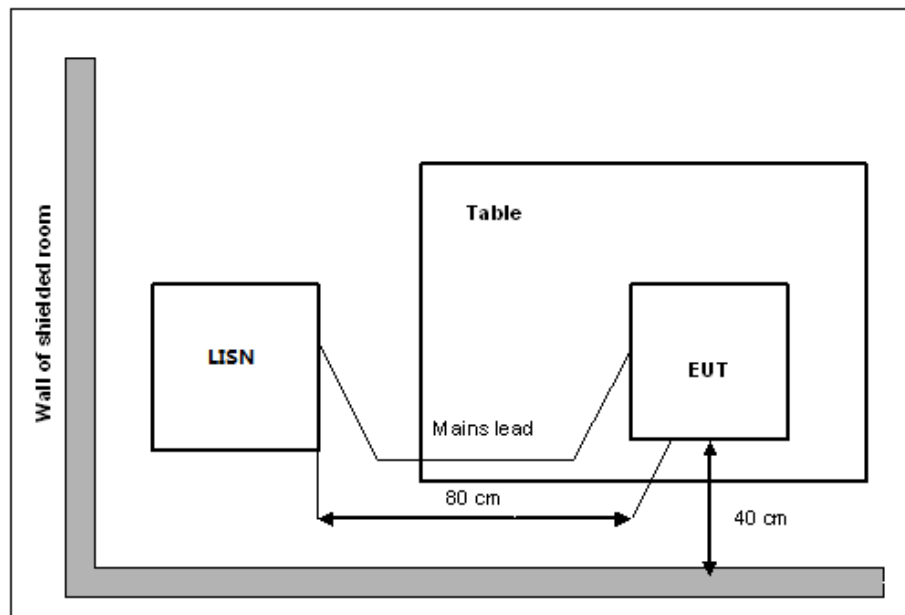 Wall of shielded room
Table
LISN
EUT
Mains lead
80 cm
40 cm